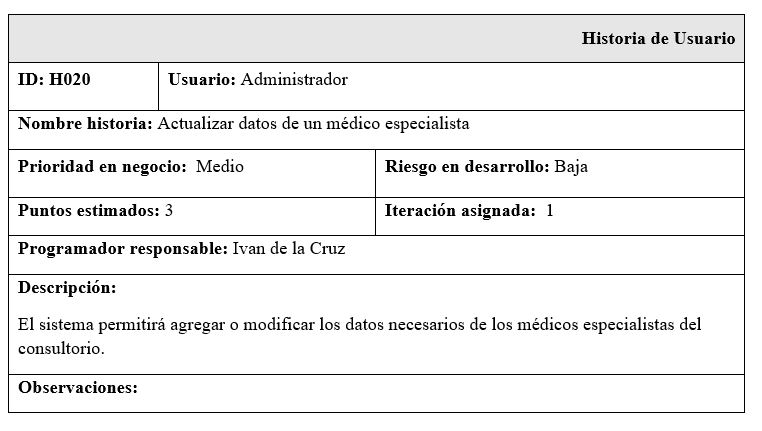 Historia de Usuario
ID: H020 Usuario: Administrador
Nombre historia: Actualizar datos de un médico especialista
Prioridad en negocio: Medio Riesgo en desarrollo: Baja
Puntos estimados: 3 Iteración asignada: 1
Programador responsable: Ivan de la Cruz
Descripción:
El sistema permitirá agregar o modificar los datos necesarios de los médicos especialistas del
consultorio.
Observaciones: